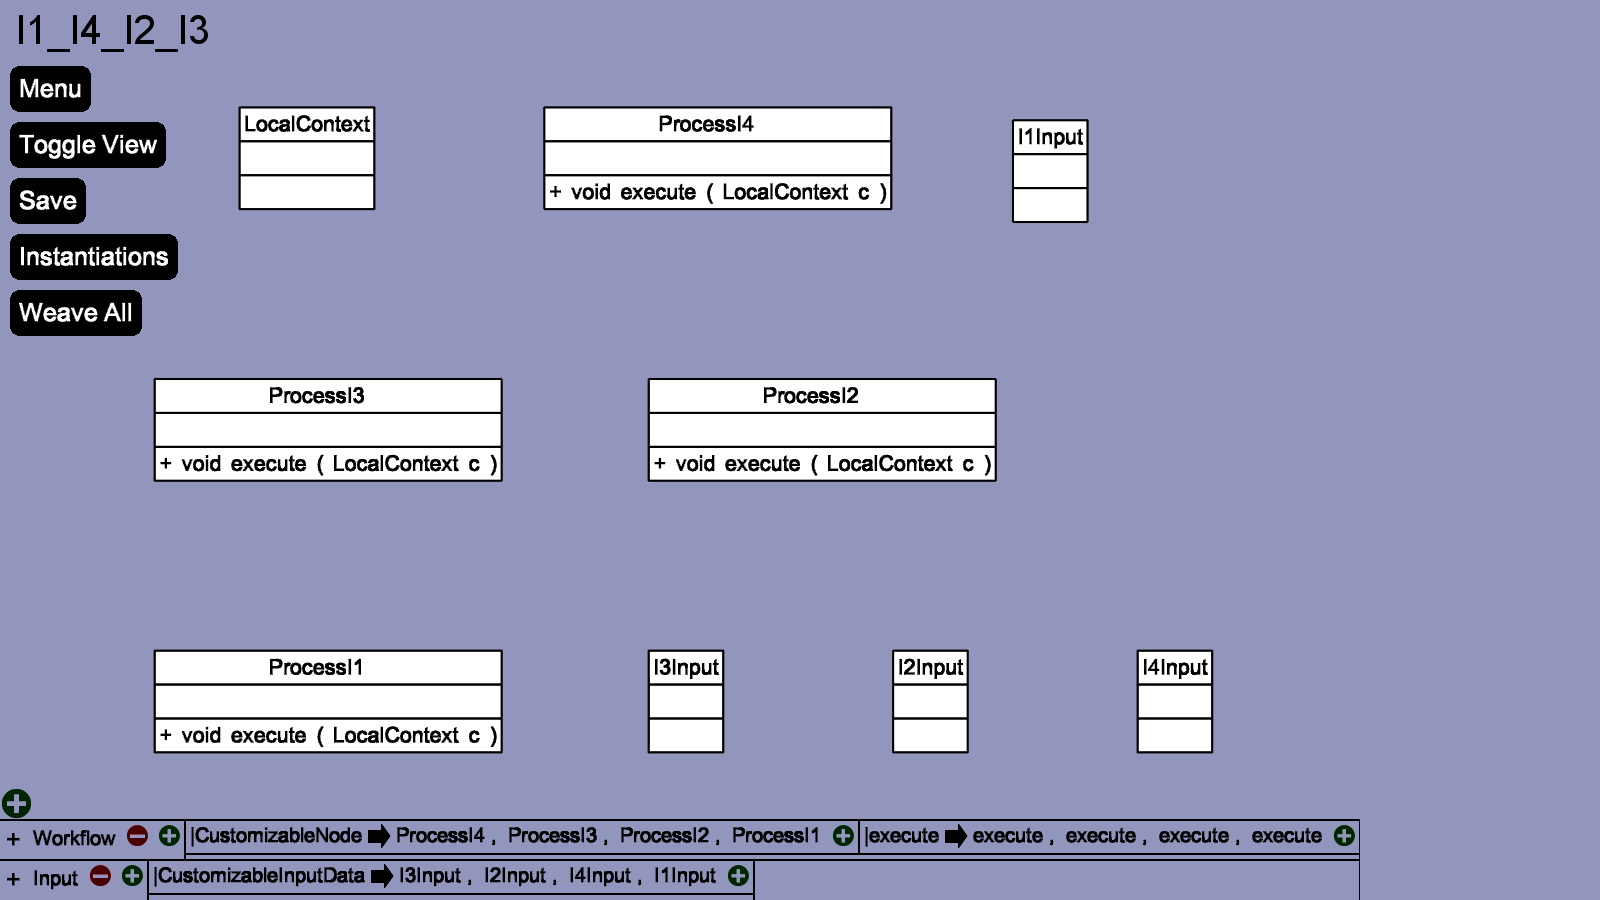 I1_I4_I2_I3
Menu
Toggle View
Save
Instantiations
Weave All
LocalContext
ProcessI4
+ void execute ( LocalContext c )
I1Input
ProcessI3
+ void execute ( LocalContext c )
ProcessI2
+ void execute ( LocalContext c )
ProcessI1
+ void execute ( LocalContext c )
I3Input
I2Input
I4Input
+ Workflow |CustomizableNode ProcessI4 , ProcessI3 , ProcessI2 , ProcessI1 |execute execute , execute , execute , execute
+ Input |CustomizableInputData I3Input , I2Input , I4Input , I1Input